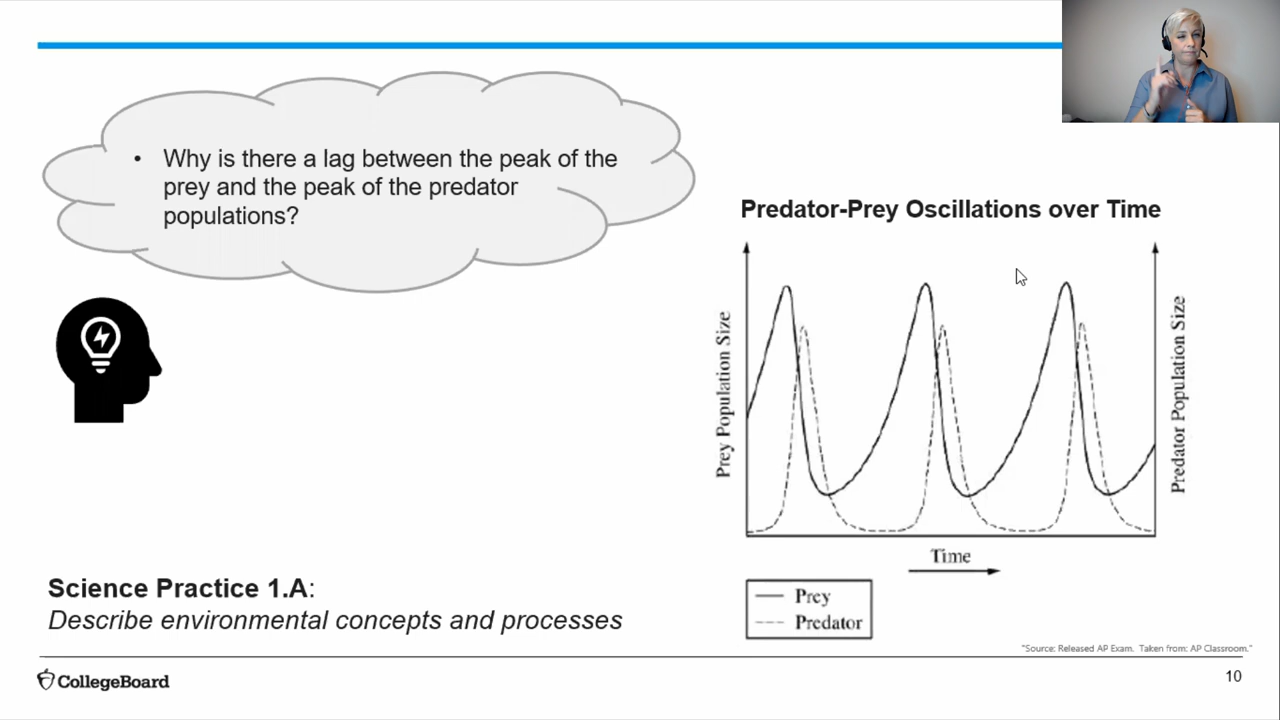 • Why is there a lag between the peak of the
prey and the peak of the predator
populations?
Predator-Prey Oscillations over Time
Prey Population Size
Predator Population Size
Time
Prey
Predator
Science Practice 1.A:
Describe environmental concepts and processes
"Source: Released AP Exam. Taken from: AP Classroom."
CollegeBoard
10